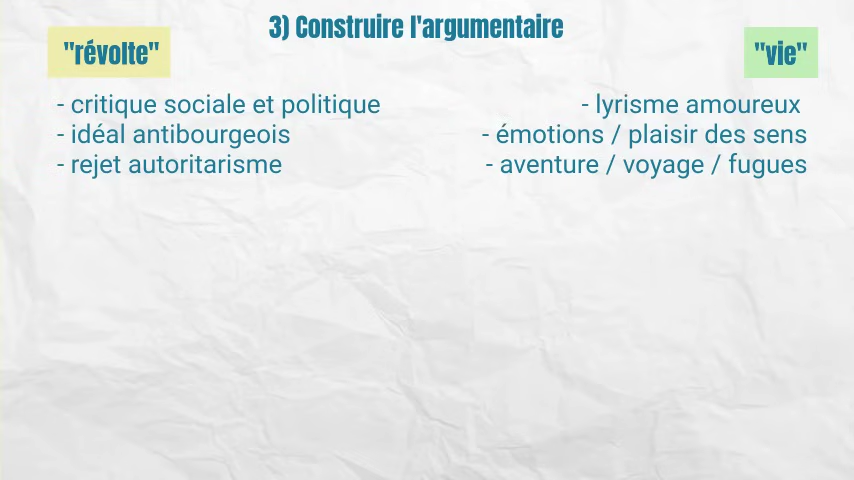 3) Construire l'argumentaire
"révolte"
- critique sociale et politique
- idéal antibourgeois
- rejet autoritarisme
"vie"
- lyrisme amoureux
- émotions / plaisir des sens
- aventure / voyage / fugues